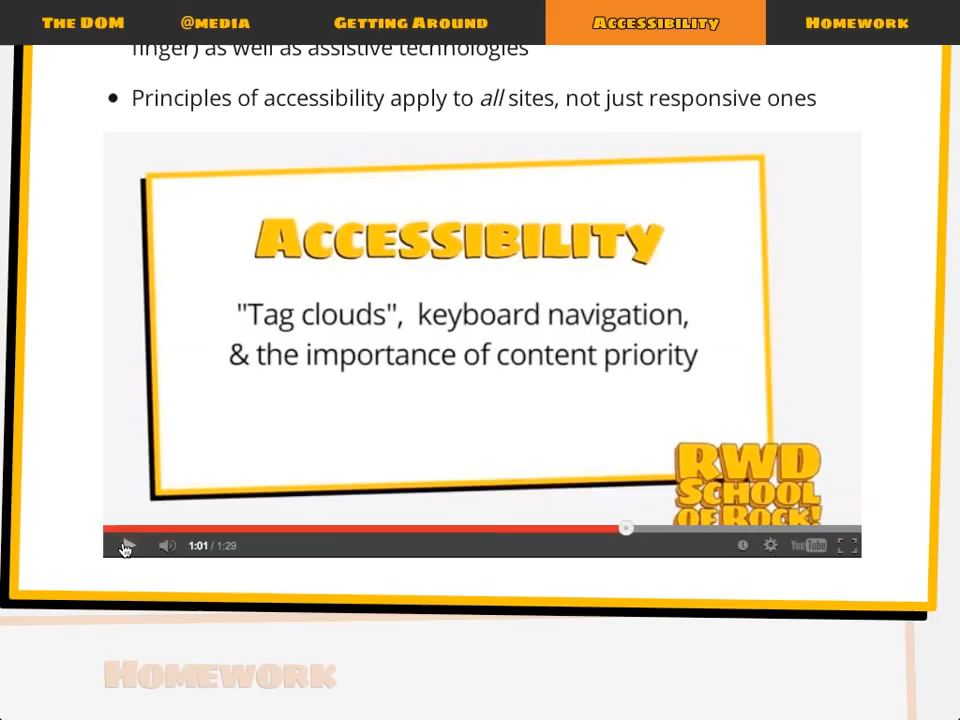 The DOM @media Getting Around Accessibility Homework
finger) as well as assistive technologies
• Principles of accessibility apply to all sites, not just responsive ones
Accessibility
"Tag clouds", keyboard navigation,
& the importance of content priority
RWD
School
of Rock!
1:01 / 1:29 YouTube
Homework